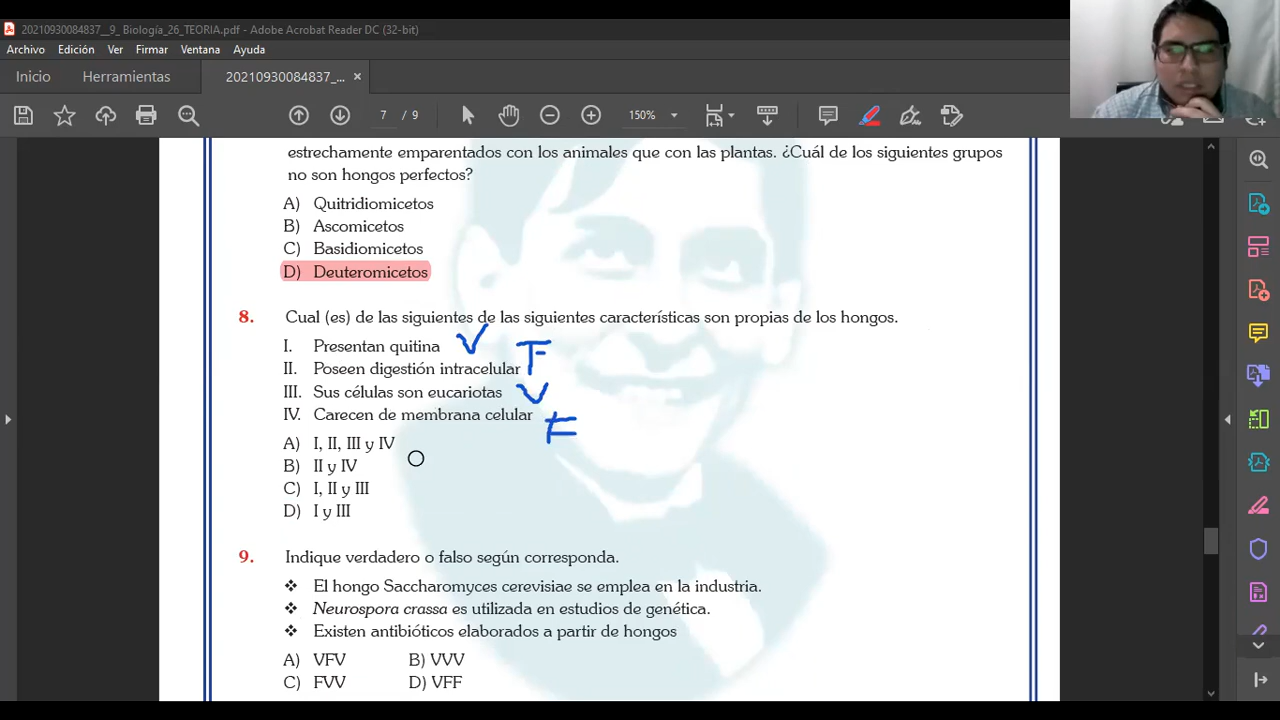 20210930084837__9_ Biología_26_TEORIA.pdf - Adobe Acrobat Reader DC (32-bit)
Archivo Edición Ver Firmar Ventana Ayuda
Inicio Herramientas 20210930084837_... ×
7 / 9 150%
estrechamente emparentados con los animales que con las plantas. ¿Cuál de los siguientes grupos
no son hongos perfectos?
A) Quitridiomicetos
B) Ascomicetos
C) Basidiomicetos
D) Deuteromicetos
8. Cual (es) de las siguientes de las siguientes características son propias de los hongos.
I. Presentan quitina V
II. Poseen digestión intracelular F
III. Sus células son eucariotas V
IV. Carecen de membrana celular F
A) I, II, III y IV
B) II y IV
C) I, II y III
D) I y III
9. Indique verdadero o falso según corresponda.
❖ El hongo Saccharomyces cerevisiae se emplea en la industria.
❖ Neurospora crassa es utilizada en estudios de genética.
❖ Existen antibióticos elaborados a partir de hongos
A) VFV B) VVV
C) FVV D) VFF